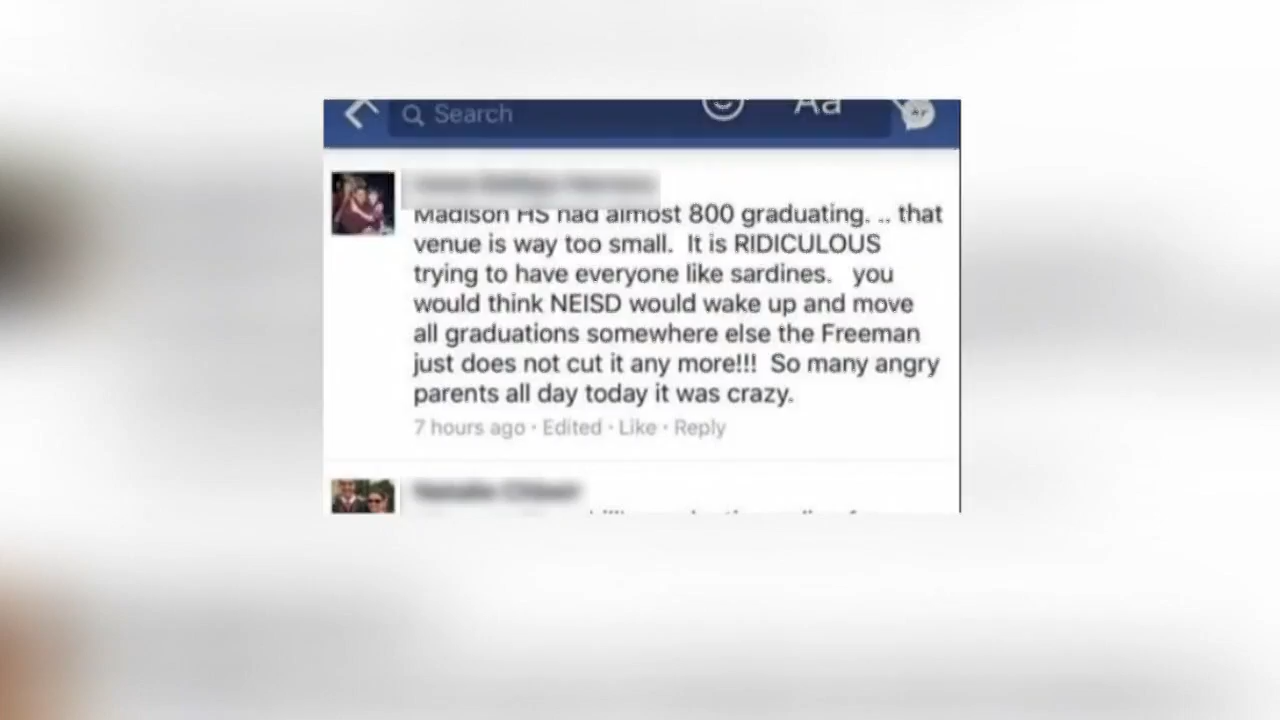 Search
Aa
Madison HS had almost 800 graduating. .. that
venue is way too small. It is RIDICULOUS
trying to have everyone like sardines. you
would think NEISD would wake up and move
all graduations somewhere else the Freeman
just does not cut it any more!!! So many angry
parents all day today it was crazy.
7 hours ago · Edited · Like · Reply